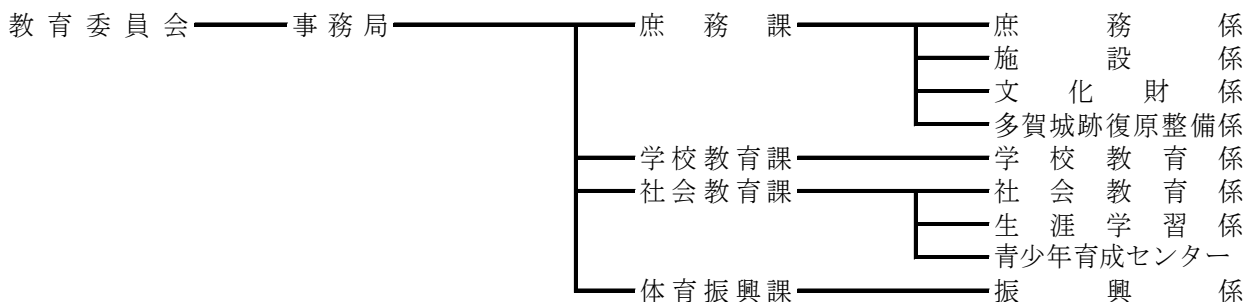 教育委員会 事務局 庶務課 庶務係
施設係
文化財係
多賀城跡復原整備係
学校教育課 学校教育係
社会教育課 社会教育係
生涯学習係
青少年育成センター
体育振興課 振興係